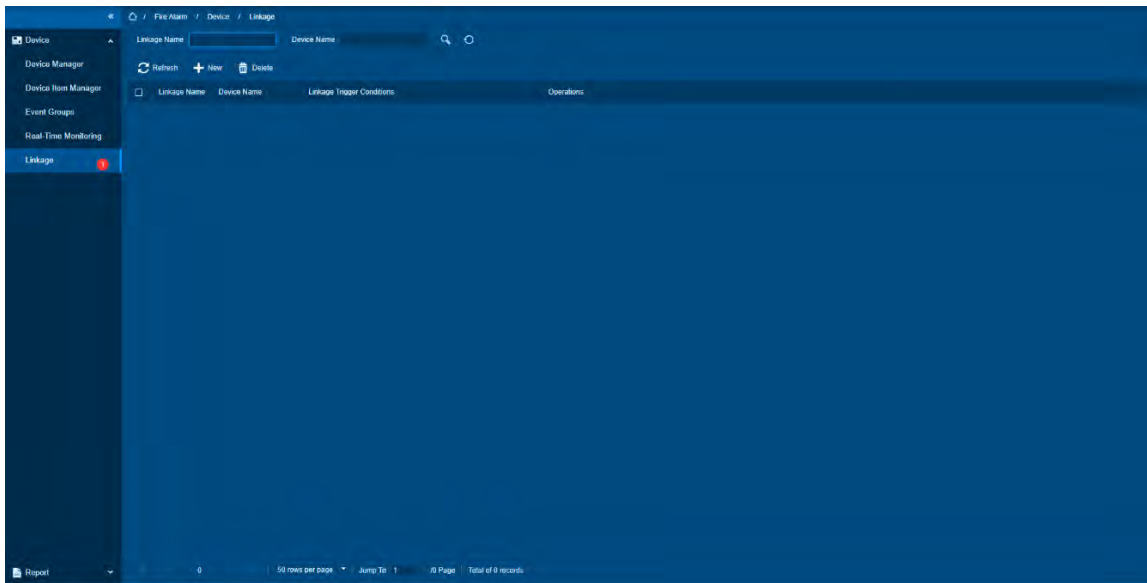 « / Fire Alarm / Device / Linkage
Device
Linkage Name Device Name
Device Manager
Refresh New Delete
Device Item Manager
Linkage Name Device Name Linkage Trigger Conditions Operations
Event Groups
Real-Time Monitoring
Linkage 1
Report
0 50 rows per page Jump To 1 /0 Page Total of 0 records